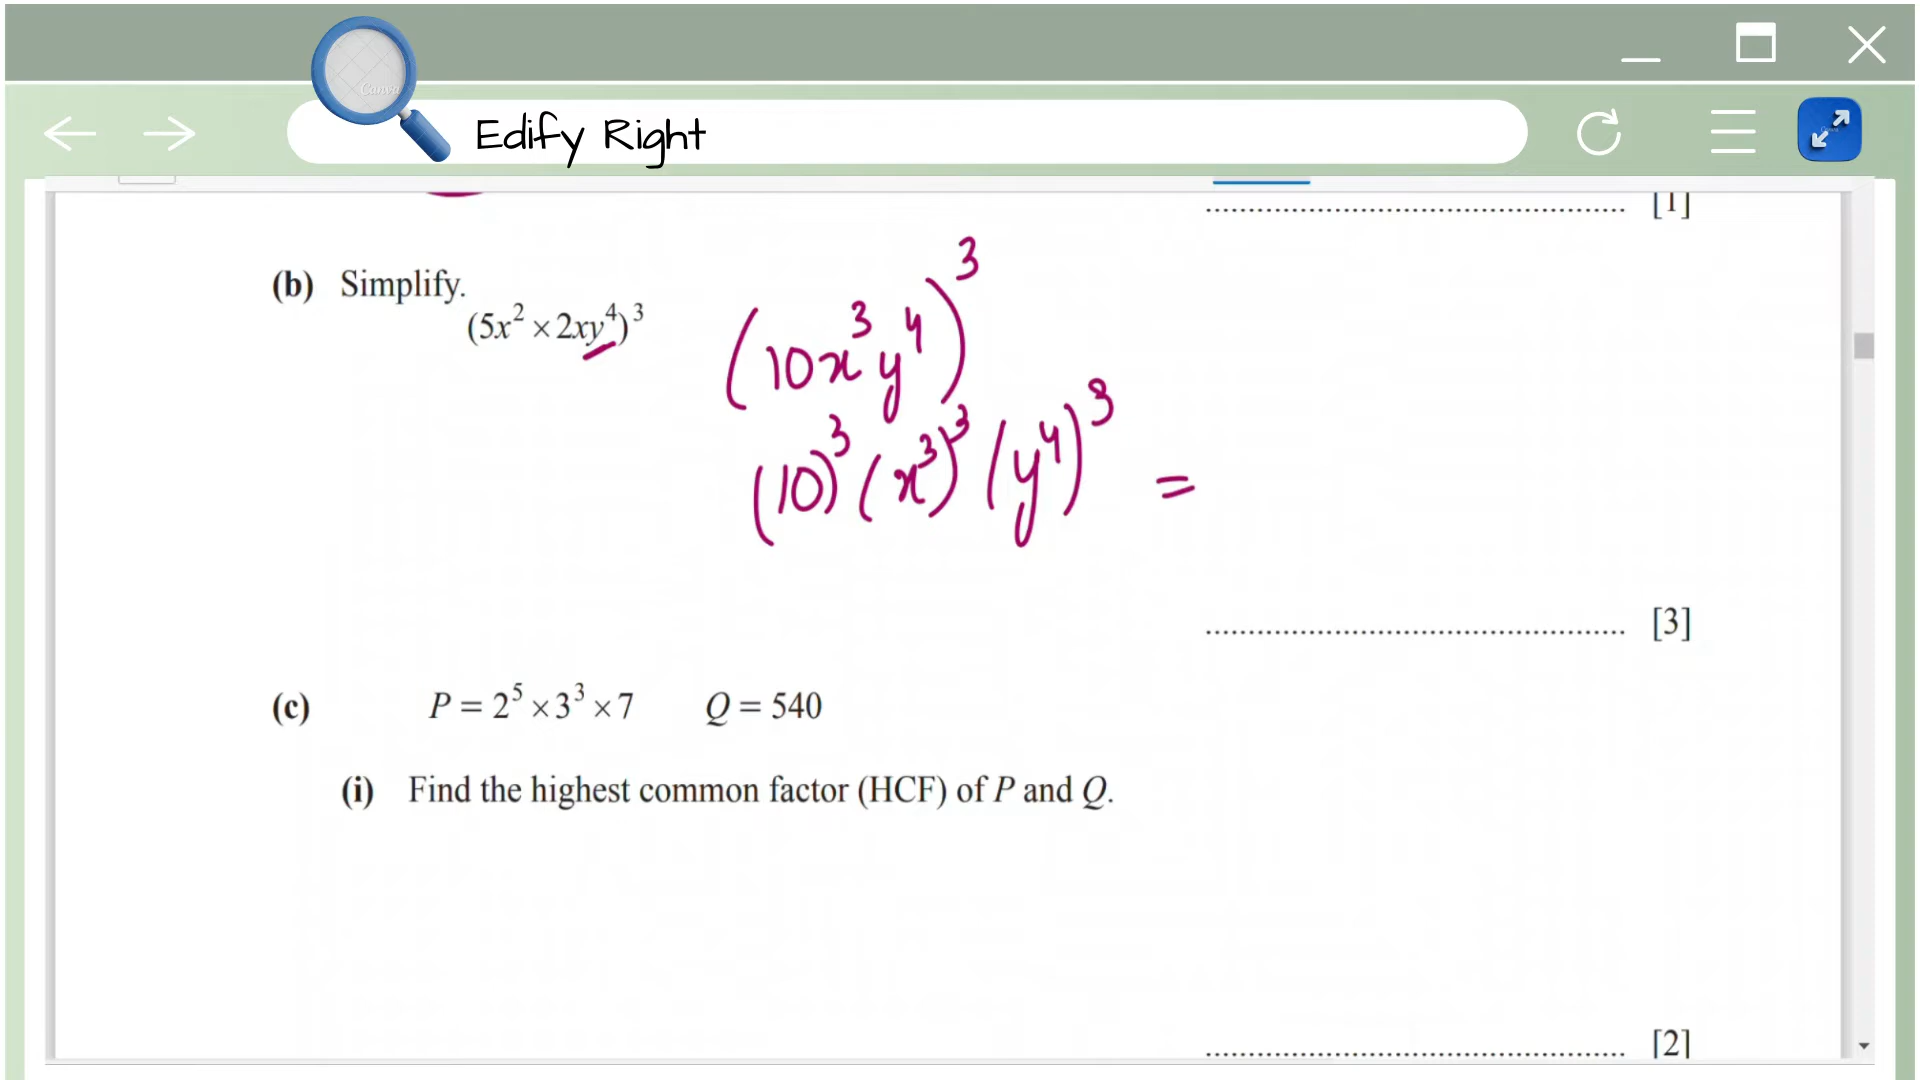 Canva
Edify Right
[1]
(b) Simplify.
(5x² × 2xy⁴)³
(10x³y⁴)³
(10)³(x³)³(y⁴)³ =
[3]
(c) P = 2⁵ × 3³ × 7 Q = 540
(i) Find the highest common factor (HCF) of P and Q.
[2]